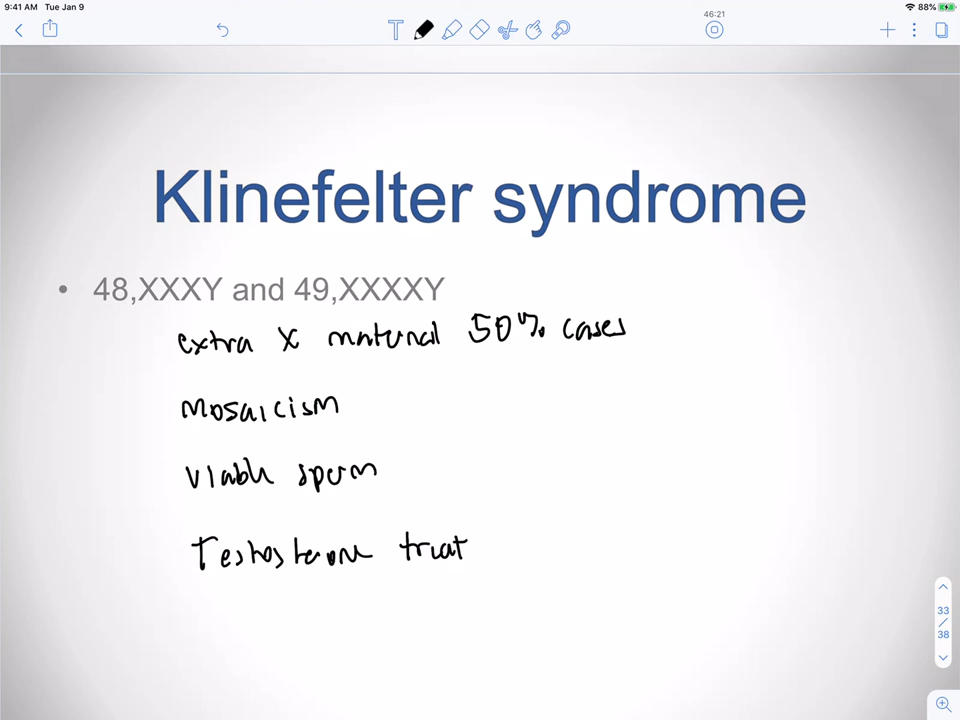 9:41 AM Tue Jan 9
88%
46:21
Klinefelter syndrome
• 48,XXXY and 49,XXXXY
extra X maternal 50% cases
mosaicism
viable sperm
Testosterone treat
33
/
38